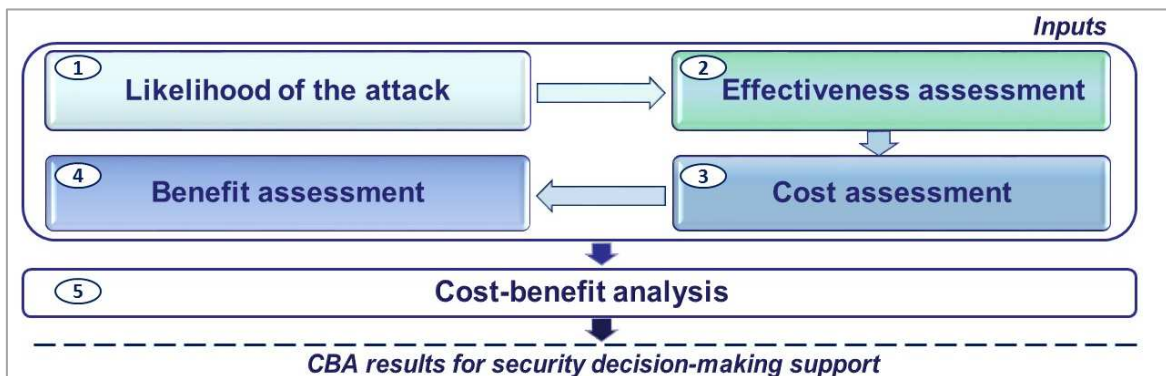 Inputs
1
Likelihood of the attack
2
Effectiveness assessment
4
Benefit assessment
3
Cost assessment
5
Cost-benefit analysis
CBA results for security decision-making support